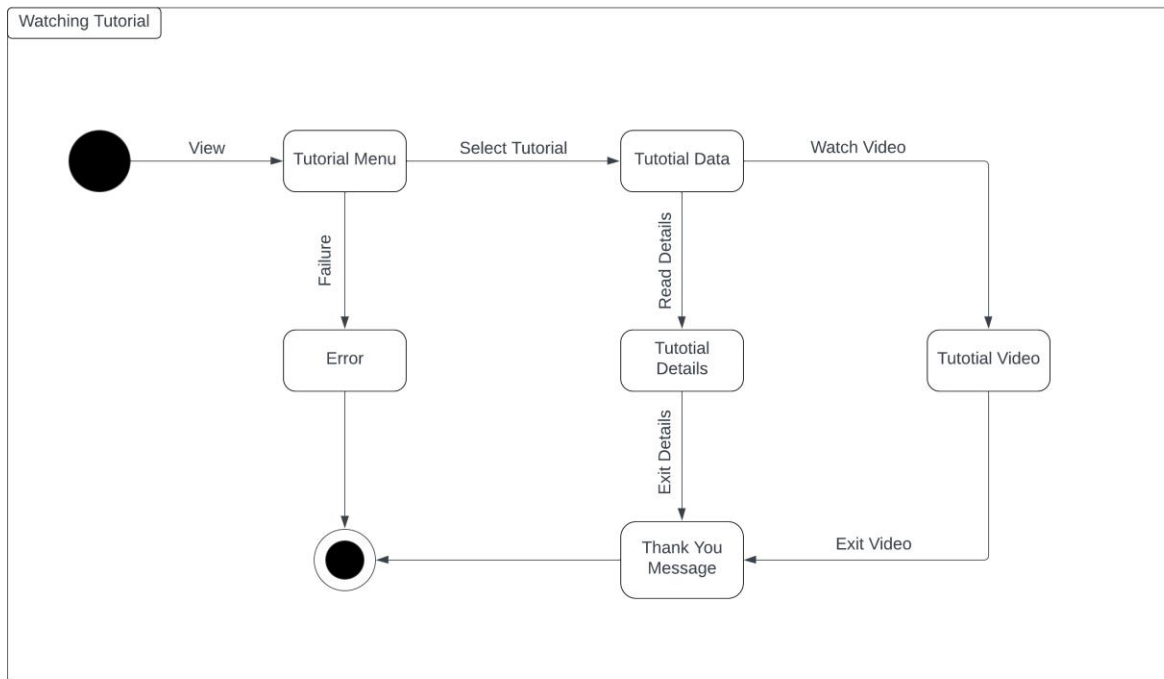 Watching Tutorial
View
Tutorial Menu
Select Tutorial
Tutotial Data
Watch Video
Failure
Read Details
Error
Tutotial
Details
Tutotial Video
Exit Details
Thank You
Message
Exit Video